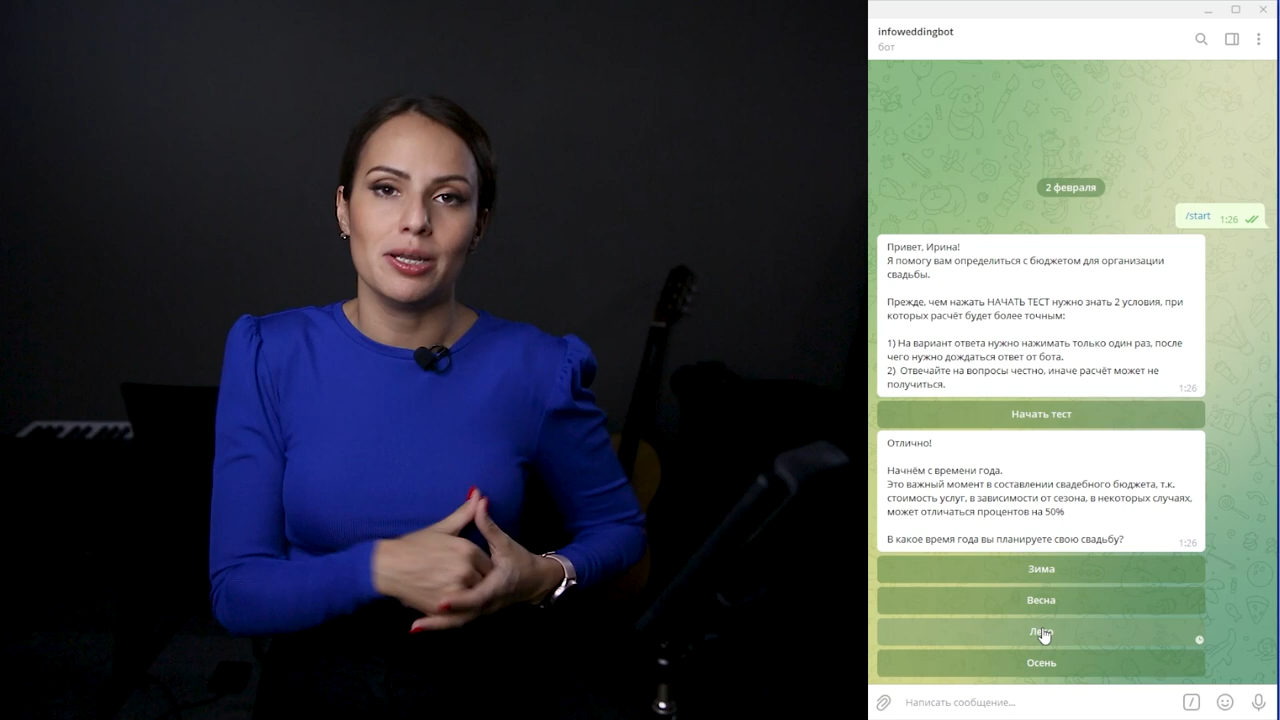 infoweddingbot
бот
2 февраля
/start 1:26
Привет, Ирина!
Я помогу вам определиться с бюджетом для организации
свадьбы.
Прежде, чем нажать НАЧАТЬ ТЕСТ нужно знать 2 условия, при
которых расчёт будет более точным:
1) На вариант ответа нужно нажимать только один раз, после
чего нужно дождаться ответ от бота.
2) Отвечайте на вопросы честно, иначе расчёт может не
получиться.
1:26
Начать тест
Отлично!
Начнём с времени года.
Это важный момент в составлении свадебного бюджета, т.к.
стоимость услуг, в зависимости от сезона, в некоторых случаях,
может отличаться процентов на 50%
В какое время года вы планируете свою свадьбу?
1:26
Зима
Весна
Осень
Написать сообщение...